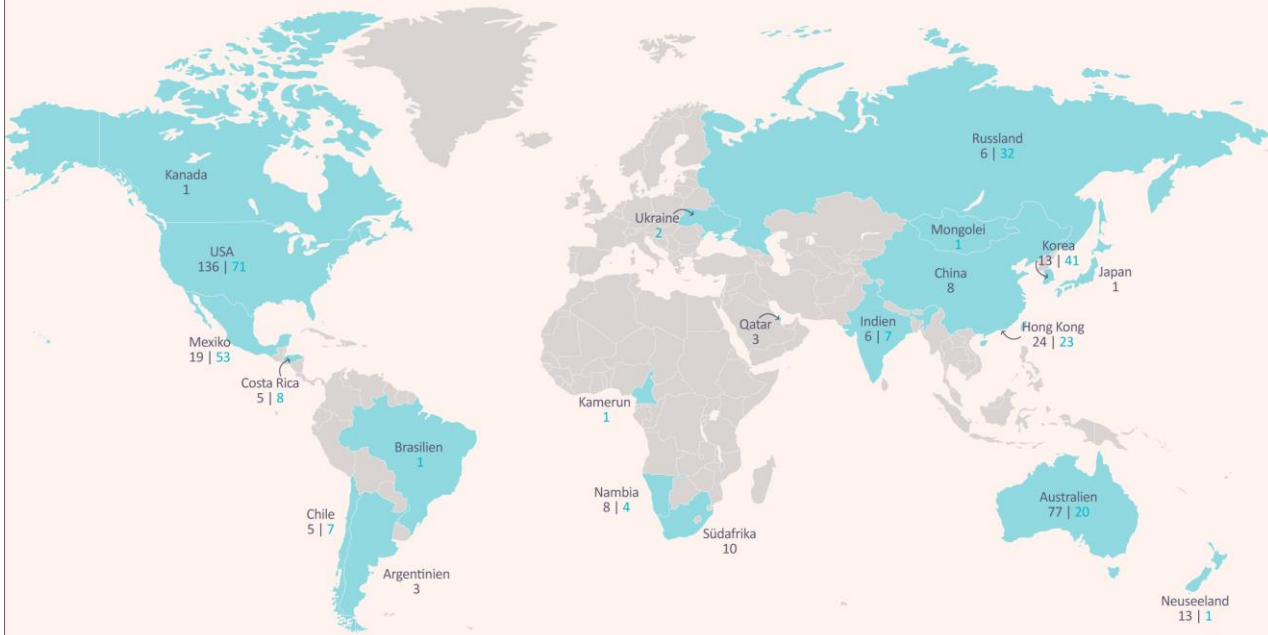 Russland
6 | 32
Kanada
1
Ukraine
2
Mongolei
1
Korea
13 | 41
USA
136 | 71
China
8
Japan
1
Qatar
3
Indien
6 | 7
Hong Kong
24 | 23
Mexiko
19 | 53
Costa Rica
5 | 8
Kamerun
1
Brasilien
1
Nambia
8 | 4
Australien
77 | 20
Chile
5 | 7
Südafrika
10
Argentinien
3
Neuseeland
13 | 1